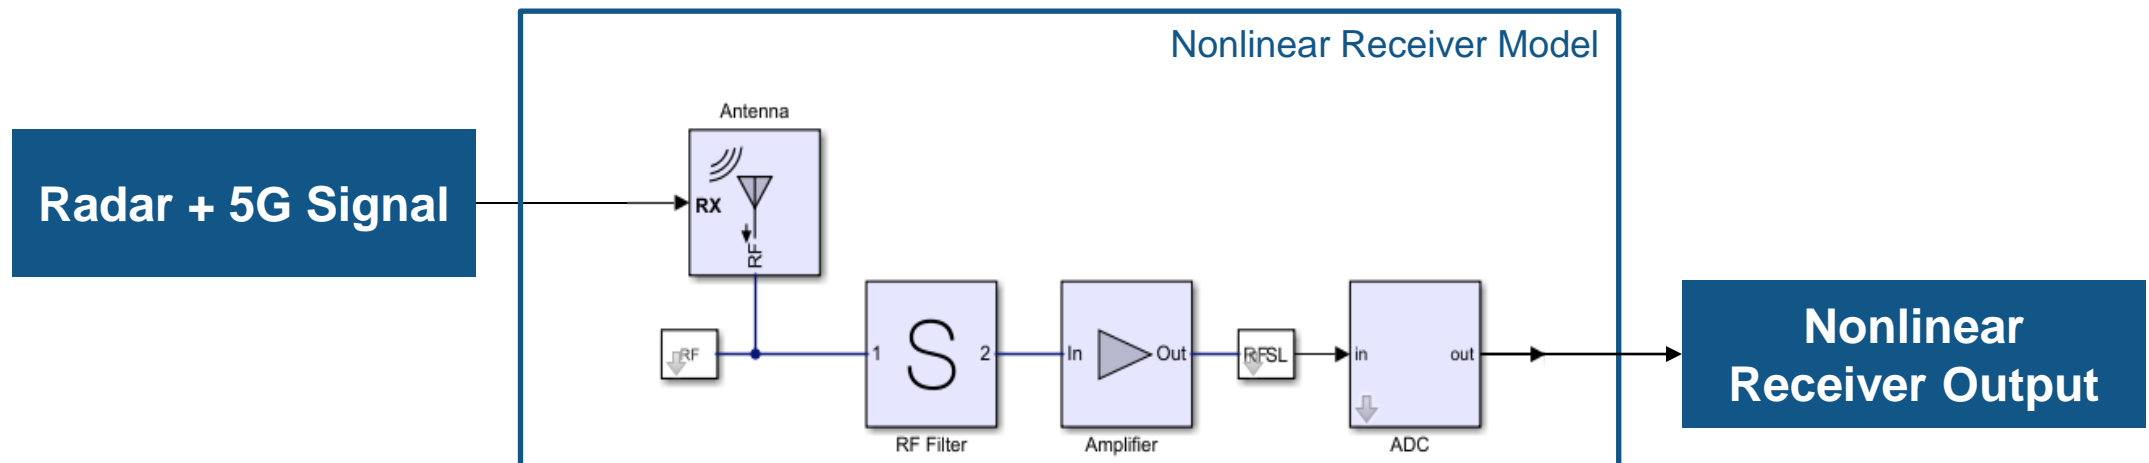 Nonlinear Receiver Model
Antenna
Radar + 5G Signal
RX
RF
RF
1
2
In
Out
RFSL
in
out
RF Filter
Amplifier
ADC
Nonlinear
Receiver Output